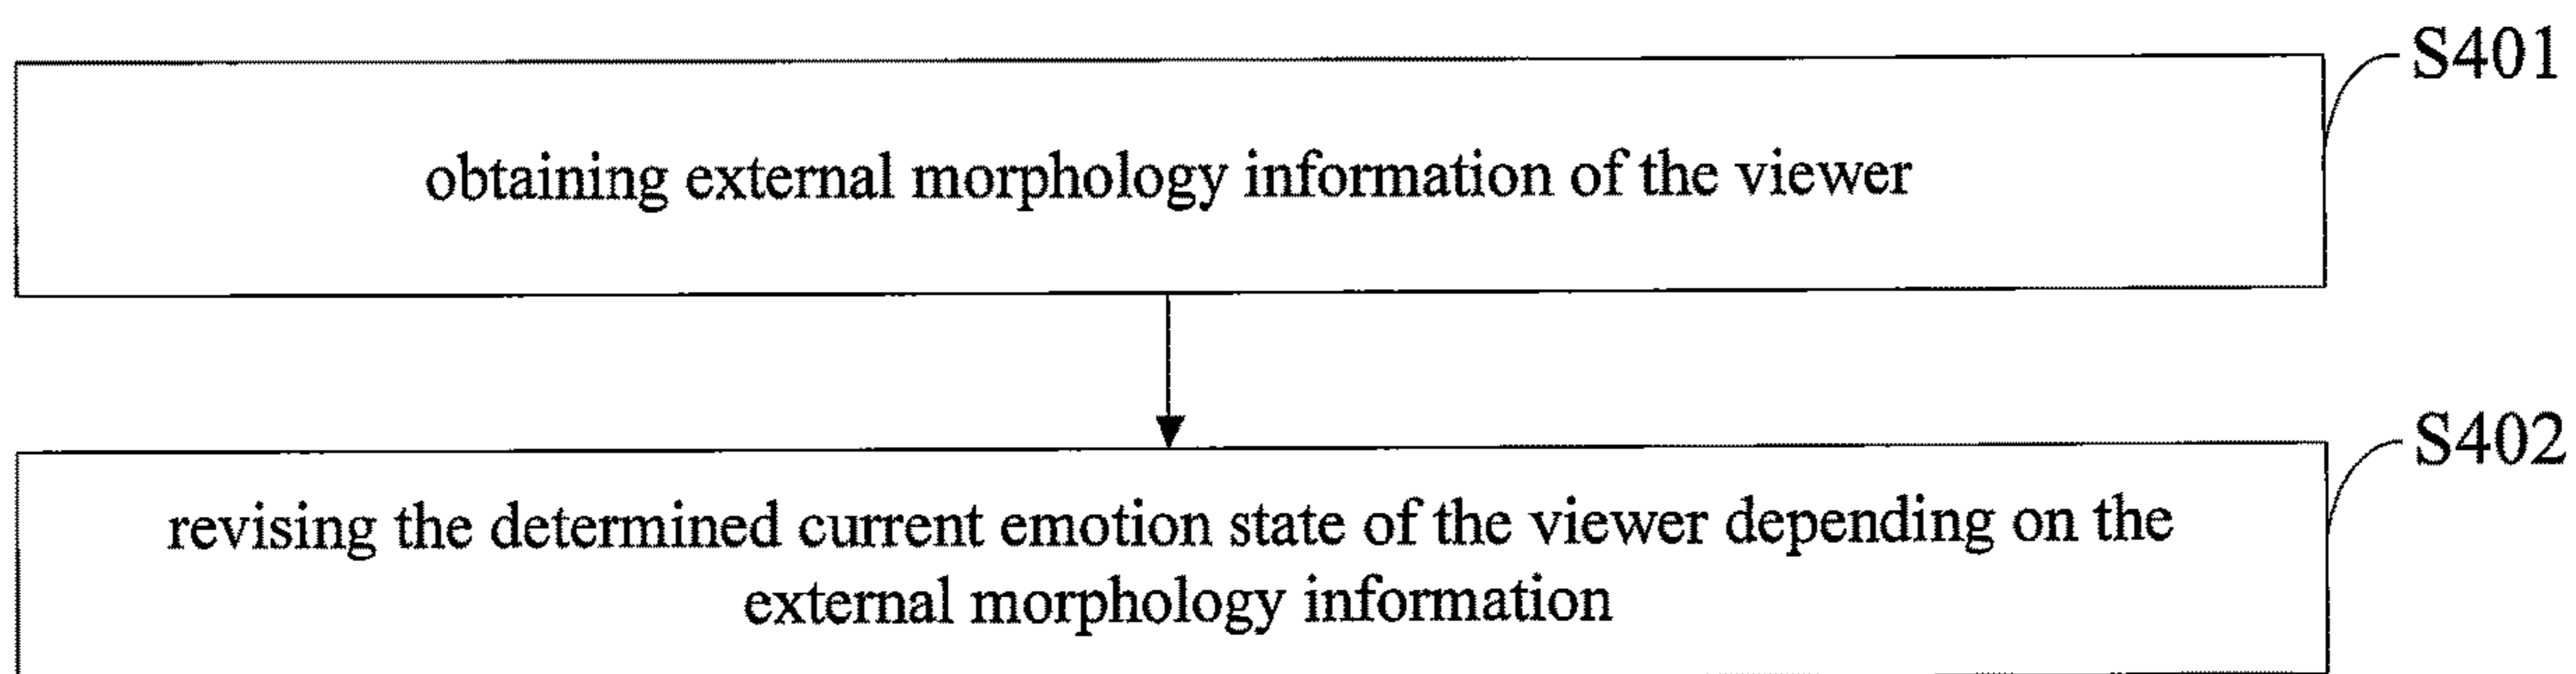 S401
obtaining external morphology information of the viewer
S402
revising the determined current emotion state of the viewer depending on the
external morphology information